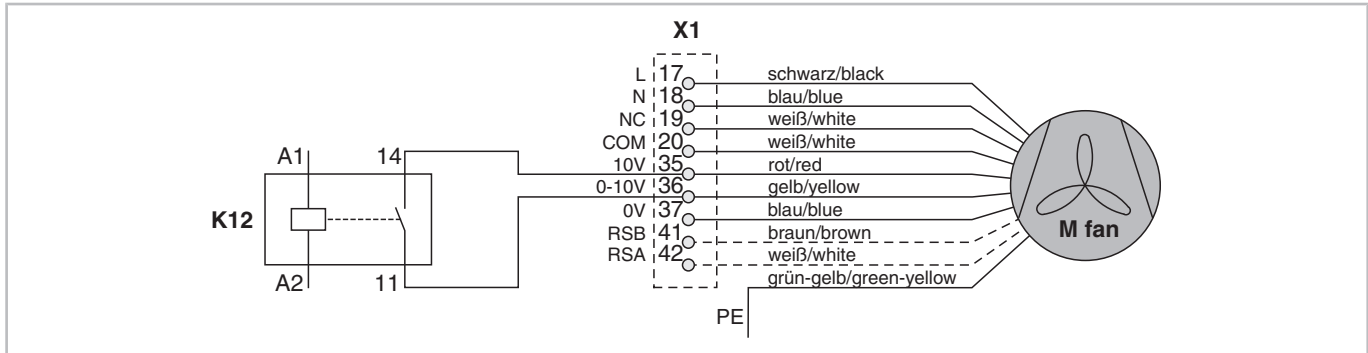 X1
L 17 schwarz/black
N 18 blau/blue
NC 19 weiß/white
COM 20 weiß/white
A1 14 10V 35 rot/red
0-10V 36 gelb/yellow
K12 0V 37 blau/blue M fan
RSB 41 braun/brown
RSA 42 weiß/white
A2 11 grün-gelb/green-yellow
PE